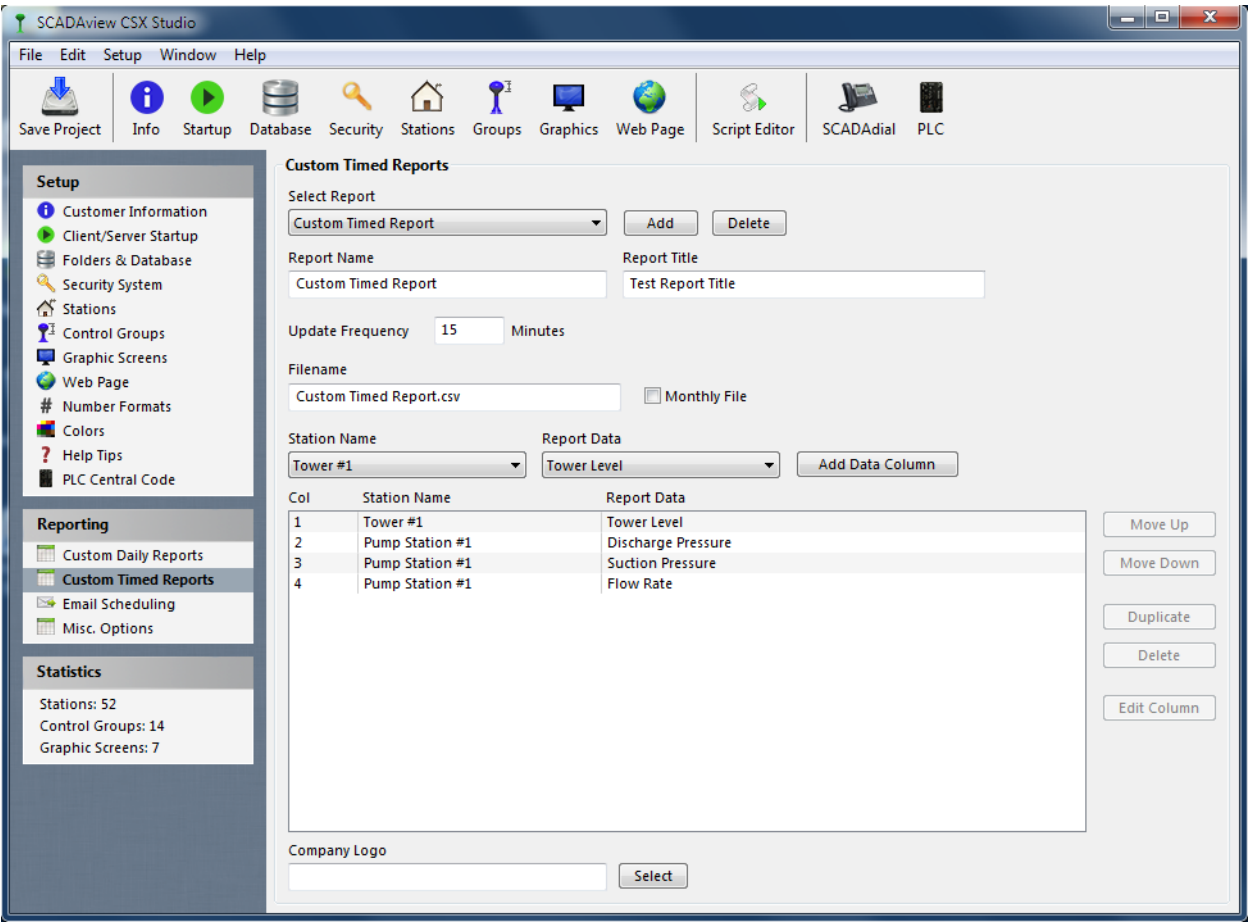 SCADAview CSX Studio
File Edit Setup Window Help
Save Project Info Startup Database Security Stations Groups Graphics Web Page Script Editor SCADAdial PLC
Setup
Customer Information
Client/Server Startup
Folders & Database
Security System
Stations
Control Groups
Graphic Screens
Web Page
# Number Formats
Colors
? Help Tips
PLC Central Code
Reporting
Custom Daily Reports
Custom Timed Reports
Email Scheduling
Misc. Options
Statistics
Stations: 52
Control Groups: 14
Graphic Screens: 7
Custom Timed Reports
Select Report
Custom Timed Report Add Delete
Report Name Report Title
Custom Timed Report Test Report Title
Update Frequency 15 Minutes
Filename
Custom Timed Report.csv Monthly File
Station Name Report Data
Tower #1 Tower Level Add Data Column
Col Station Name Report Data
1 Tower #1 Tower Level
2 Pump Station #1 Discharge Pressure
3 Pump Station #1 Suction Pressure
4 Pump Station #1 Flow Rate
Move Up
Move Down
Duplicate
Delete
Edit Column
Company Logo
Select